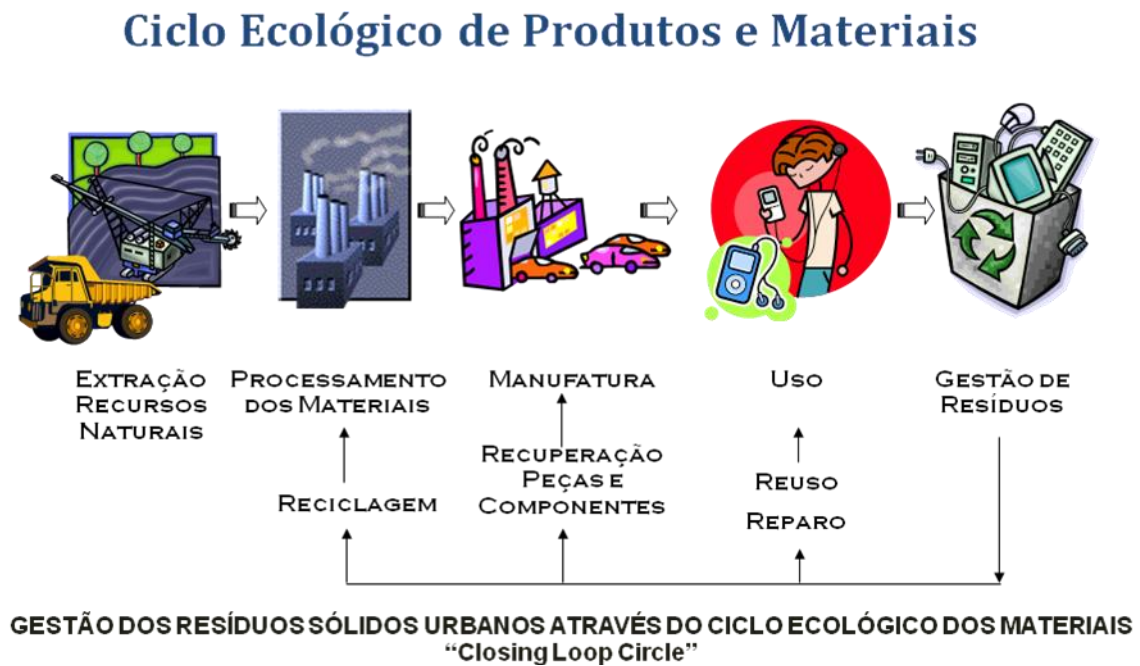 Ciclo Ecológico de Produtos e Materiais
EXTRAÇÃO
RECURSOS
NATURAIS
PROCESSAMENTO
DOS MATERIAIS
MANUFATURA
USO
GESTÃO DE
RESÍDUOS
RECICLAGEM
RECUPERAÇÃO
PEÇAS E
COMPONENTES
REUSO
REPARO
GESTÃO DOS RESÍDUOS SÓLIDOS URBANOS ATRAVÉS DO CICLO ECOLÓGICO DOS MATERIAIS
“Closing Loop Circle”